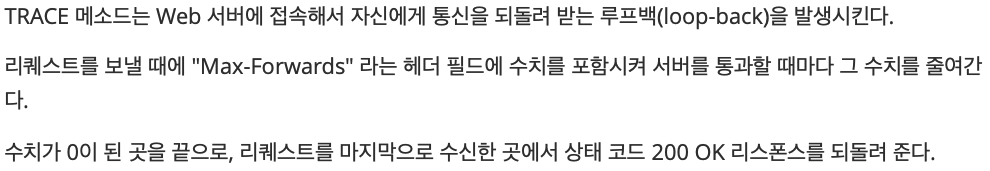 TRACE 메소드는 Web 서버에 접속해서 자신에게 통신을 되돌려 받는 루프백(loop-back)을 발생시킨다.
리퀘스트를 보낼 때에 "Max-Forwards" 라는 헤더 필드에 수치를 포함시켜 서버를 통과할 때마다 그 수치를 줄여간
다.
수치가 0이 된 곳을 끝으로, 리퀘스트를 마지막으로 수신한 곳에서 상태 코드 200 OK 리스폰스를 되돌려 준다.